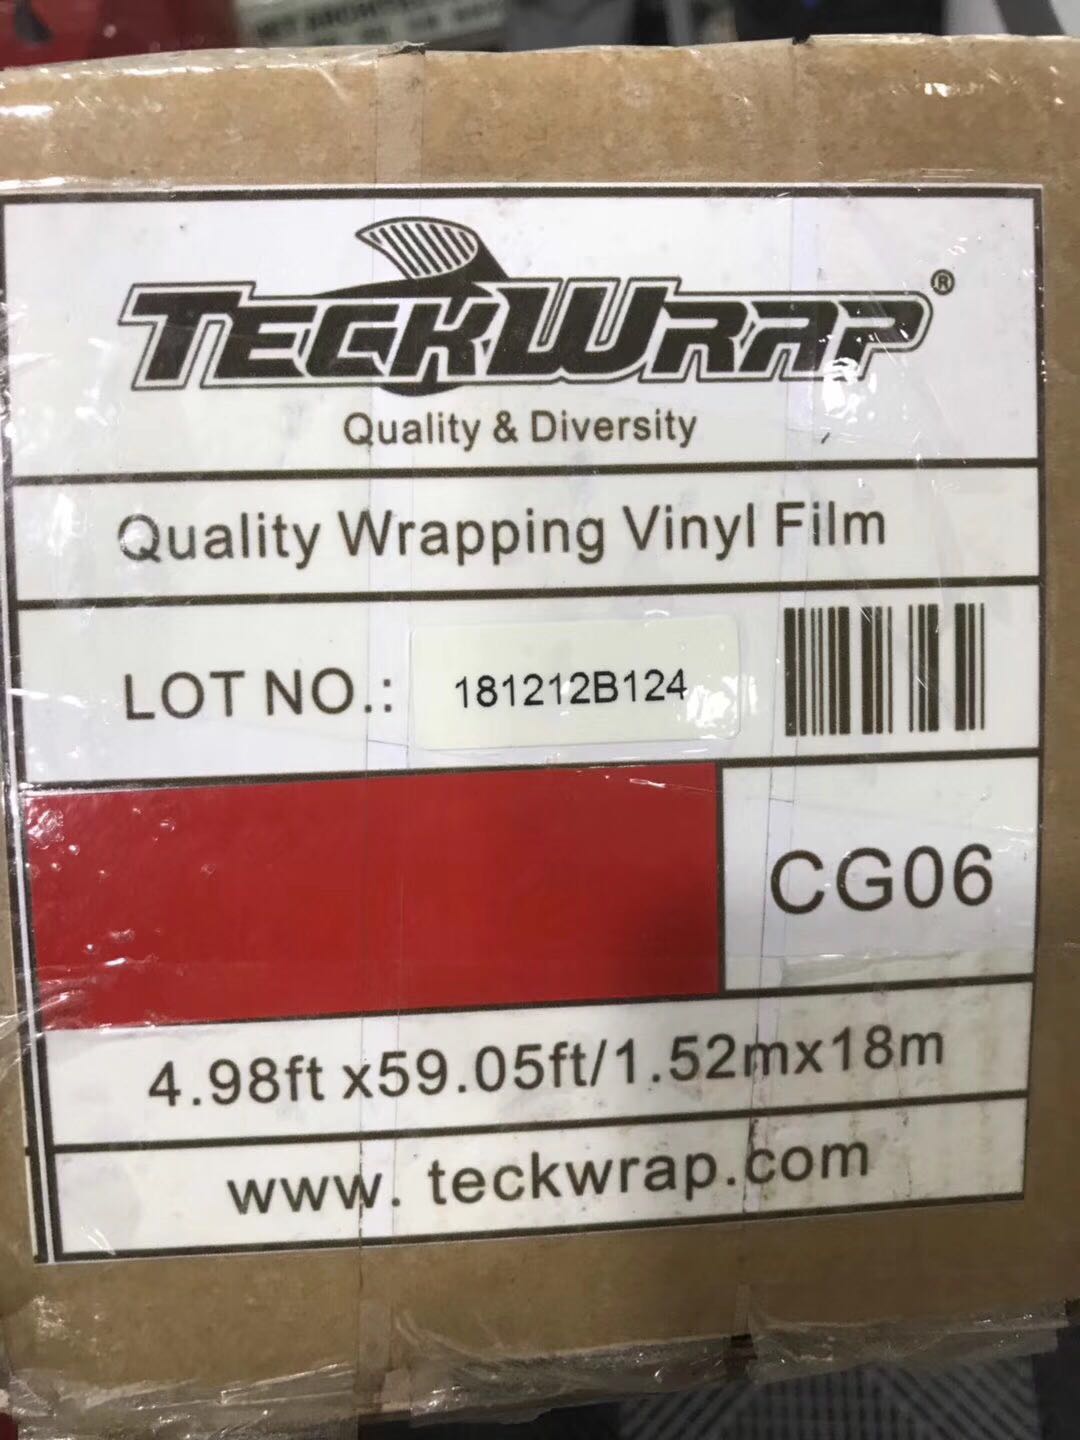 TECKWRAP®
Quality & Diversity
Quality Wrapping Vinyl Film
LOT NO.: 181212B124
CG06
4.98ft x59.05ft/1.52mx18m
www. teckwrap.com